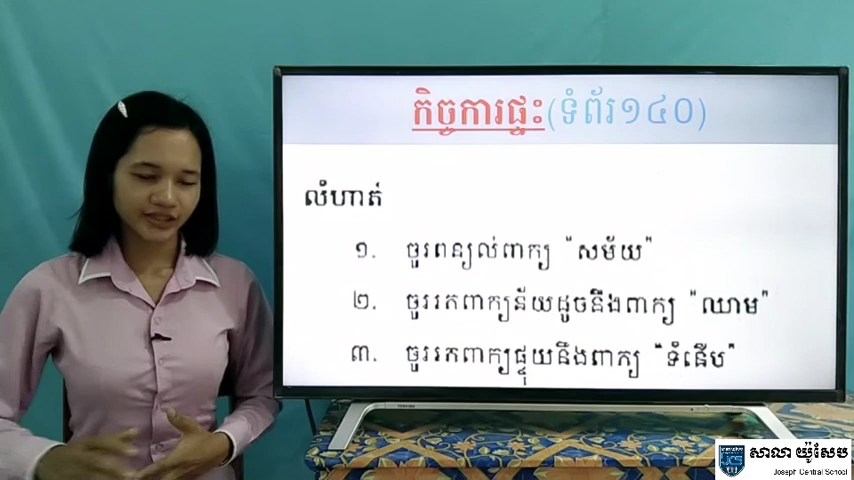 កិច្ចការផ្ទះ(ទំព័រ១៤០)
លំហាត់
១. ចូរពន្យល់ពាក្យ "សម័យ"
២. ចូររកពាក្យន័យដូចនឹងពាក្យ "ឈាម"
៣. ចូររកពាក្យផ្ទុយនឹងពាក្យ "ទំនើប"
TOSHIBA
JCS
សាលា យ៉ូសែប
Joseph Central School